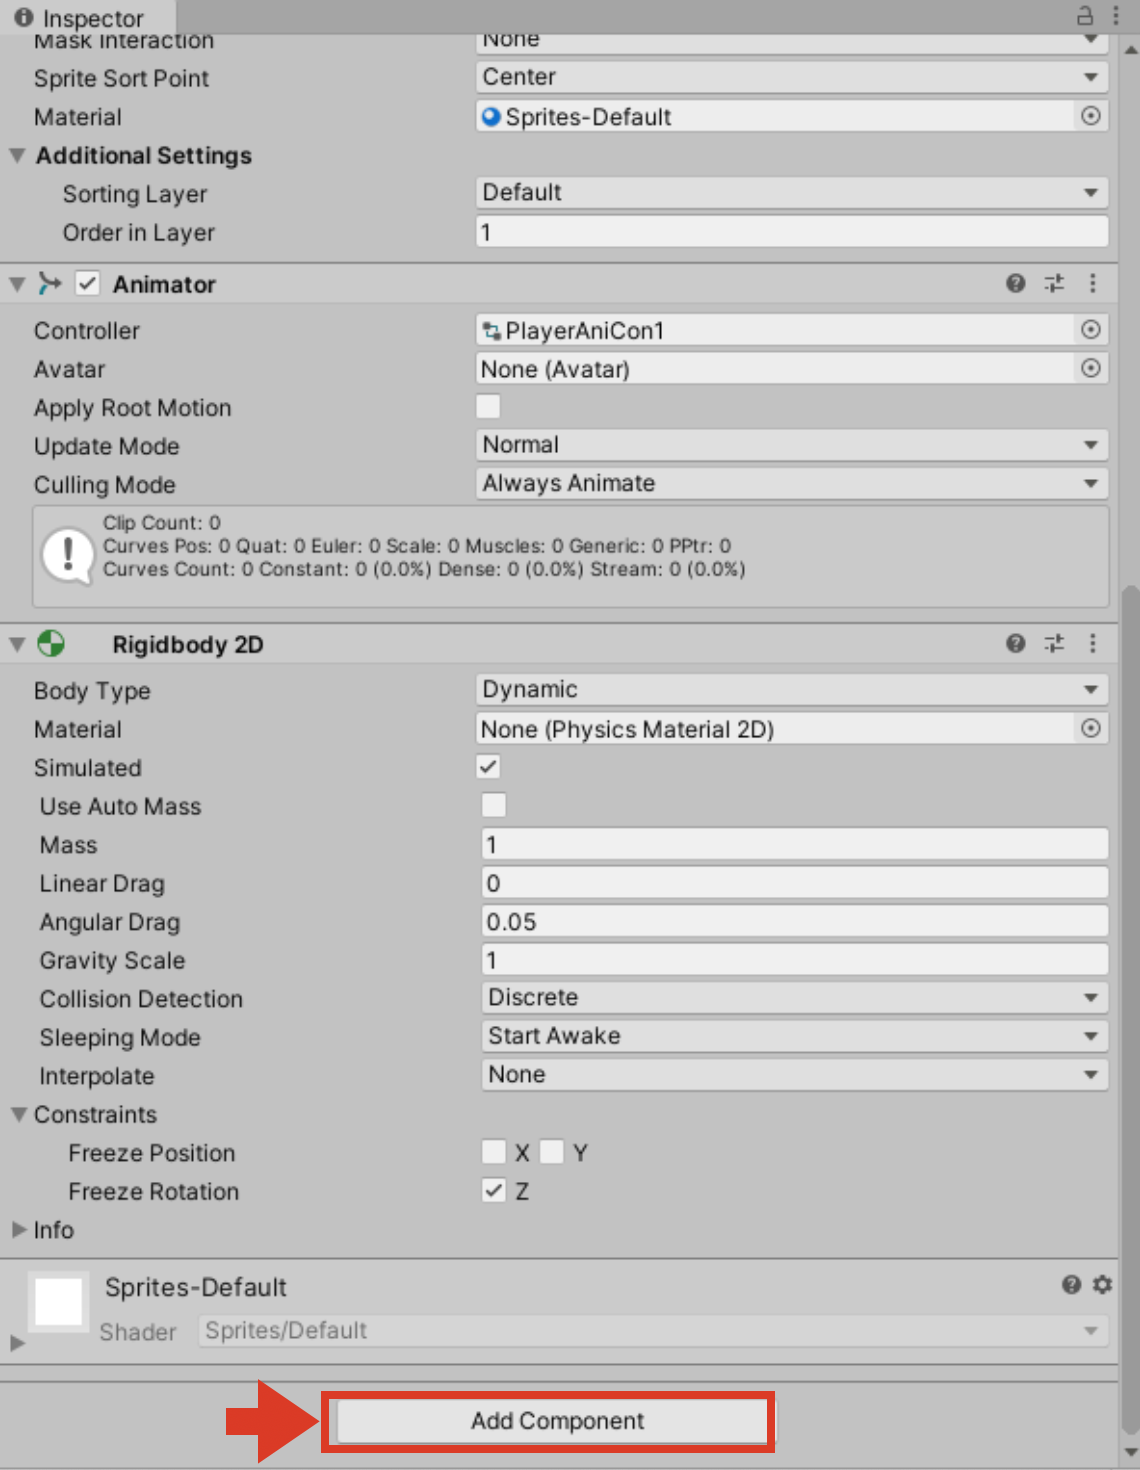 Inspector
Mask Interaction None
Sprite Sort Point Center
Material Sprites-Default
Additional Settings
Sorting Layer Default
Order in Layer 1
Animator
Controller PlayerAniCon1
Avatar None (Avatar)
Apply Root Motion
Update Mode Normal
Culling Mode Always Animate
Clip Count: 0
Curves Pos: 0 Quat: 0 Euler: 0 Scale: 0 Muscles: 0 Generic: 0 PPtr: 0
Curves Count: 0 Constant: 0 (0.0%) Dense: 0 (0.0%) Stream: 0 (0.0%)
Rigidbody 2D
Body Type Dynamic
Material None (Physics Material 2D)
Simulated
Use Auto Mass
Mass 1
Linear Drag 0
Angular Drag 0.05
Gravity Scale 1
Collision Detection Discrete
Sleeping Mode Start Awake
Interpolate None
Constraints
Freeze Position X Y
Freeze Rotation Z
Info
Sprites-Default
Shader Sprites/Default
Add Component